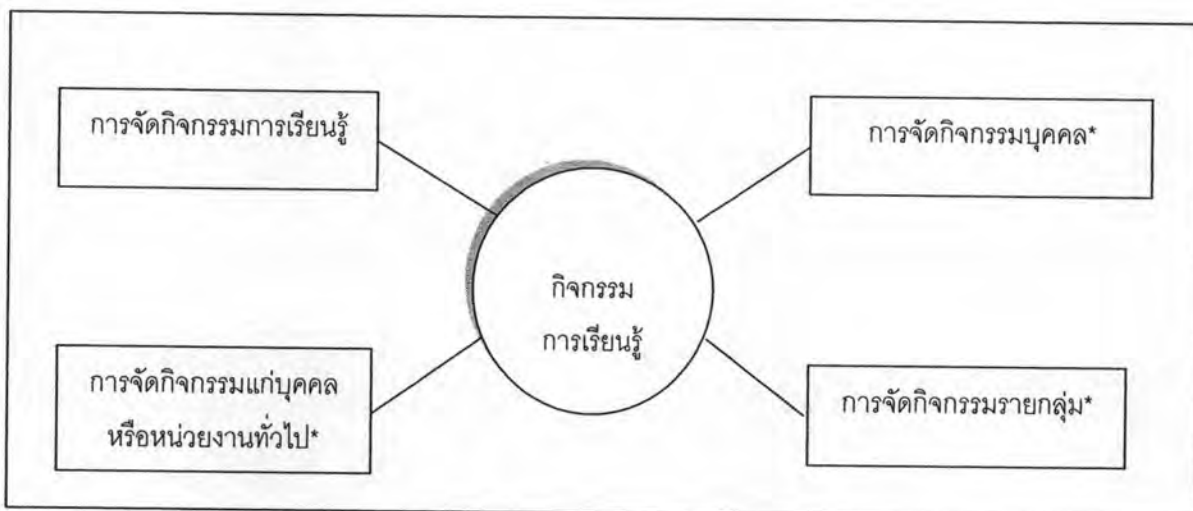 การจัดกิจกรรมการเรียนรู้
การจัดกิจกรรมบุคคล*
กิจกรรม
การเรียนรู้
การจัดกิจกรรมแก่บุคคล
หรือหน่วยงานทั่วไป*
การจัดกิจกรรมรายกลุ่ม*